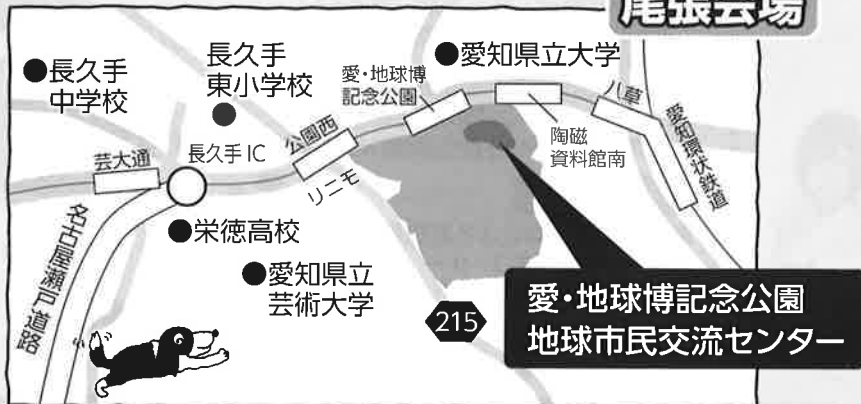 尾張会場
●長久手
中学校
長久手
東小学校
愛・地球博
記念公園
●愛知県立大学
八草
愛知環状鉄道
陶磁
資料館南
公園西
リニモ
長久手 IC
芸大通
名古屋瀬戸道路
●栄徳高校
●愛知県立
芸術大学
215
愛・地球博記念公園
地球市民交流センター